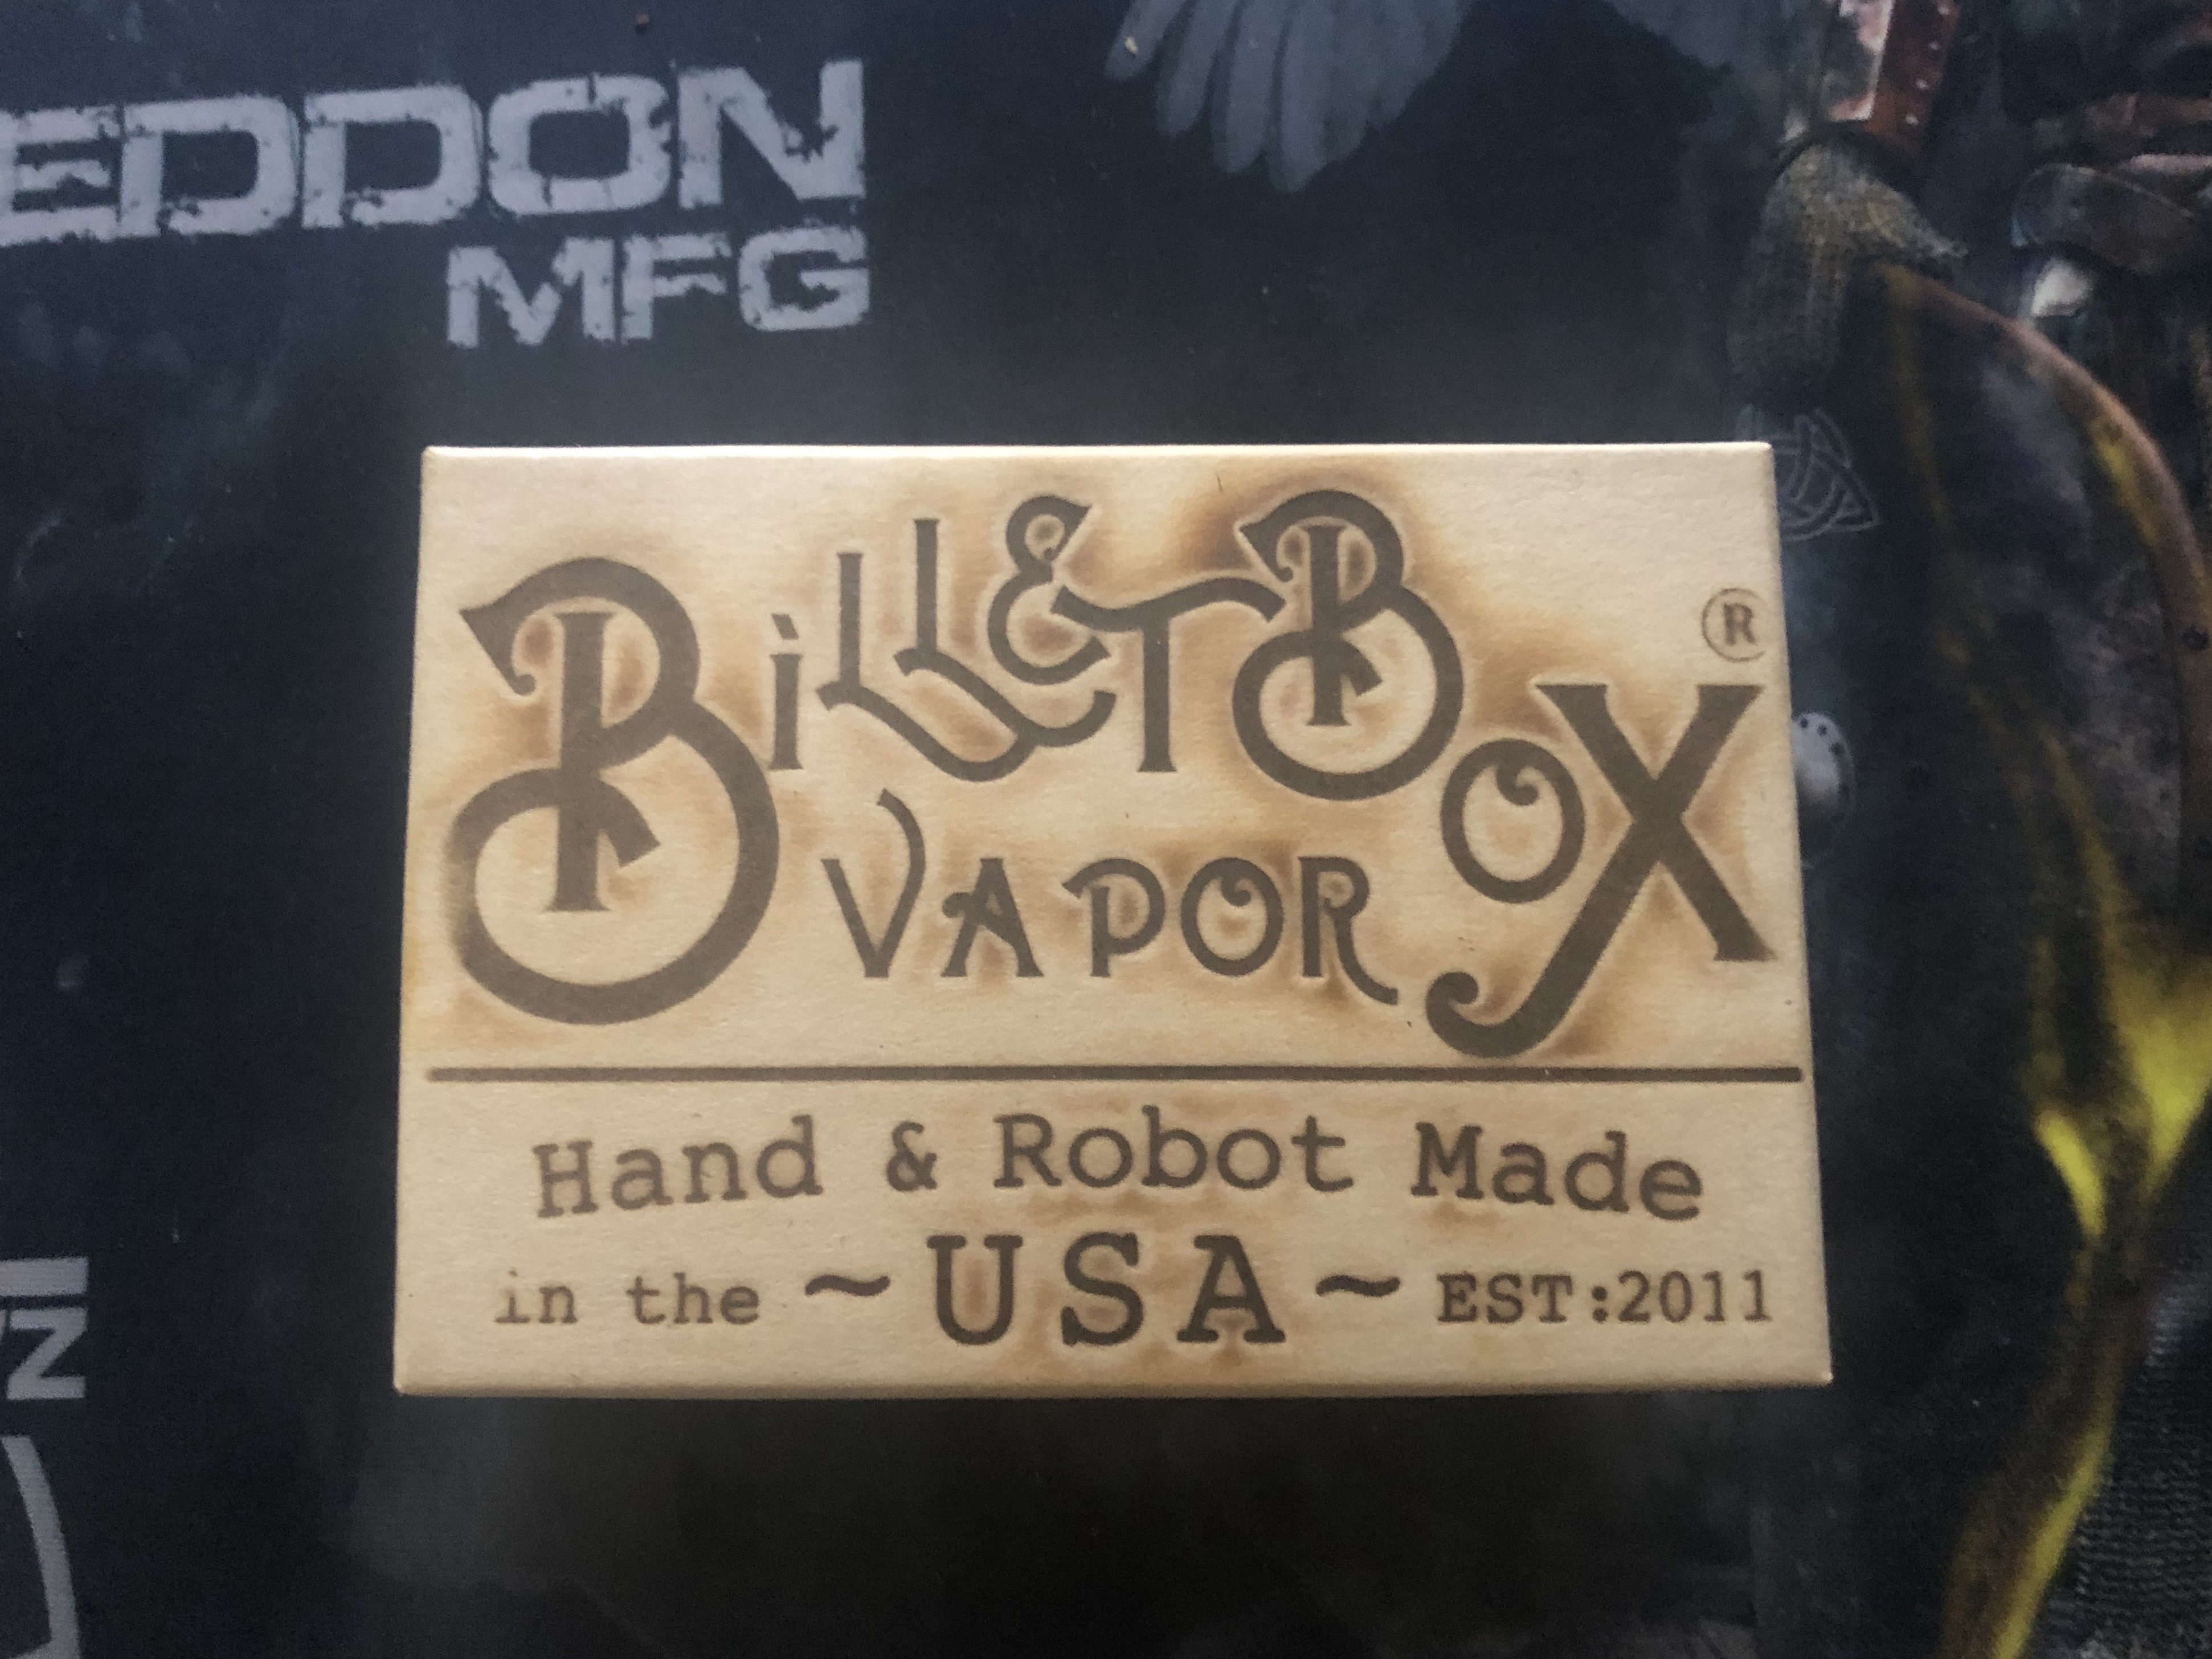 EDDON
MFG
BillET Box ®
VAPOR
Hand & Robot Made
in the ~USA~ EST:2011